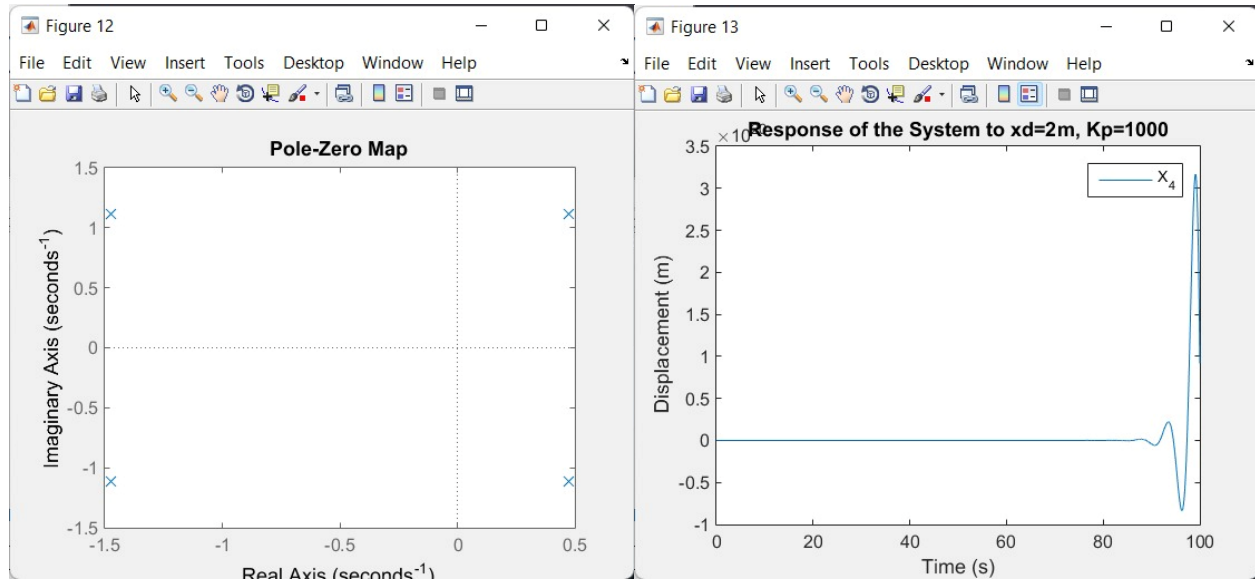 Figure 12
File Edit View Insert Tools Desktop Window Help
Pole-Zero Map
1.5
1
0.5
0
-0.5
-1
-1.5
Imaginary Axis (seconds-1)
-1.5 -1 -0.5 0 0.5
Real Axis (seconds-1)
Figure 13
File Edit View Insert Tools Desktop Window Help
×10
Response of the System to xd=2m, Kp=1000
X4
3.5
3
2.5
2
1.5
1
0.5
0
-0.5
-1
Displacement (m)
0 20 40 60 80 100
Time (s)